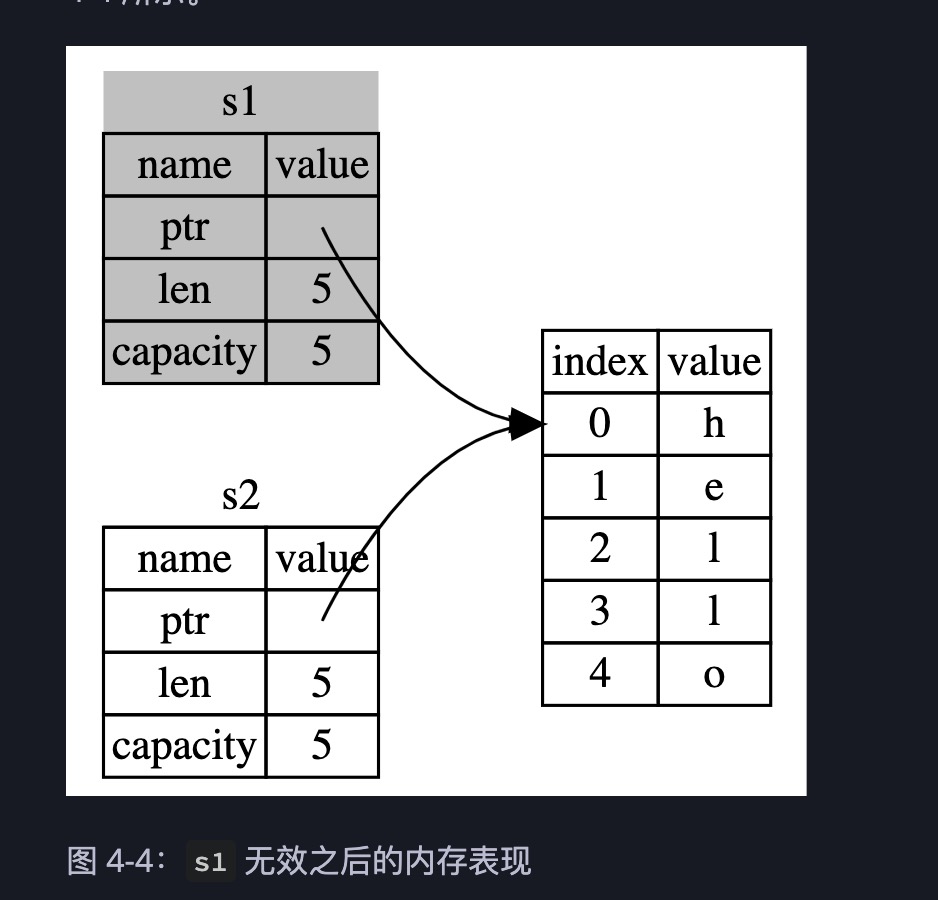 s1
name value
ptr
len 5
capacity 5
s2
name value
ptr
len 5
capacity 5
index value
0 h
1 e
2 l
3 l
4 o
图 4-4： s1 无效之后的内存表现